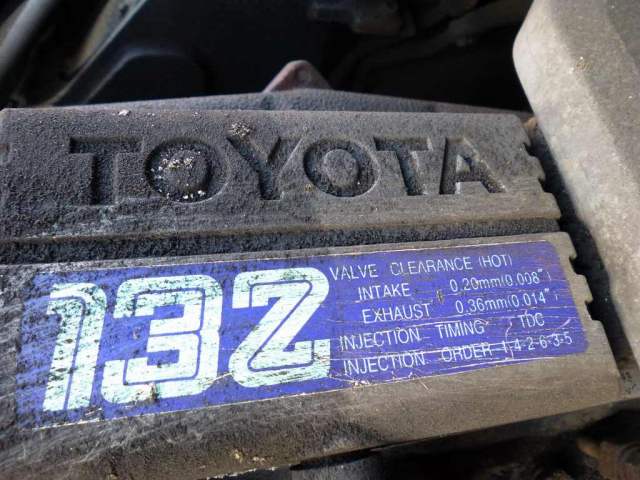 TOYOTA
13Z
VALVE CLEARANCE (HOT)
INTAKE 0.20mm(0.008")
EXHAUST 0.36mm(0.014")
INJECTION TIMING TDC
INJECTION ORDER 1-4-2-6-3-5